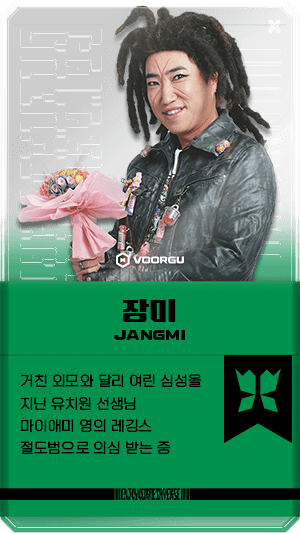 VOORGU
장미
JANGMI
거친 외모와 달리 여린 심성을
지닌 유치원 선생님
마이애미 영의 레깅스
절도범으로 의심 받는 중